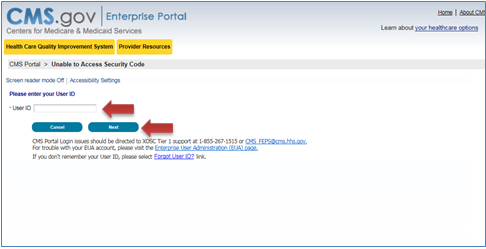 CMS.gov | Enterprise Portal
Home | About CMS
Centers for Medicare & Medicaid Services
Learn about your healthcare options
Health Care Quality Improvement System Provider Resources
CMS Portal > Unable to Access Security Code
Screen reader mode Off | Accessibility Settings
Please enter your User ID
User ID
Cancel Next
CMS Portal Login issues should be directed to XOSC Tier 1 support at 1-855-267-1515 or CMS_FEPS@cms.hhs.gov.
For trouble with your EUA account, please visit the Enterprise User Administration (EUA) page.
If you don't remember your User ID, please select Forgot User ID? link.